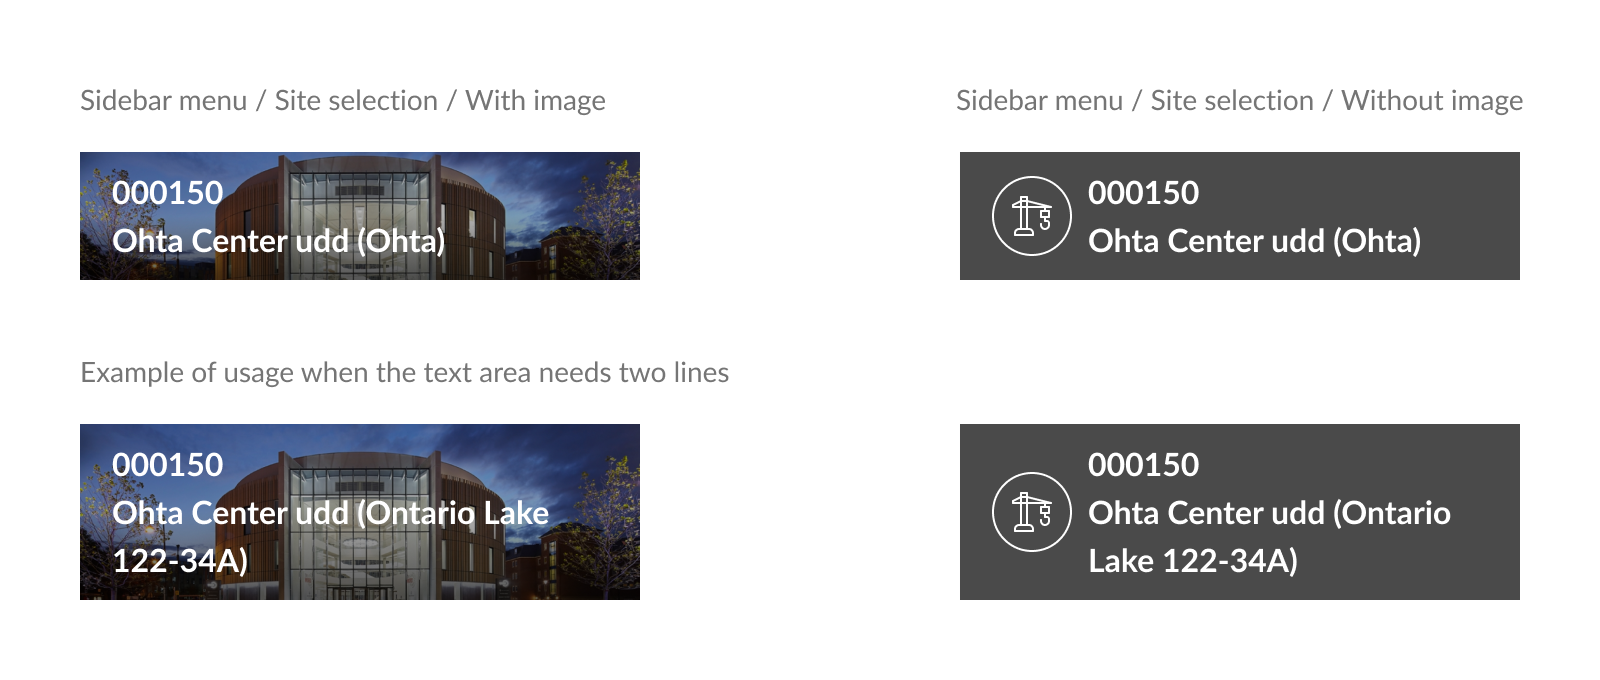 Sidebar menu / Site selection / With image
000150
Ohta Center udd (Ohta)
Sidebar menu / Site selection / Without image
000150
Ohta Center udd (Ohta)
Example of usage when the text area needs two lines
000150
Ohta Center udd (Ontario Lake
122-34A)
000150
Ohta Center udd (Ontario
Lake 122-34A)